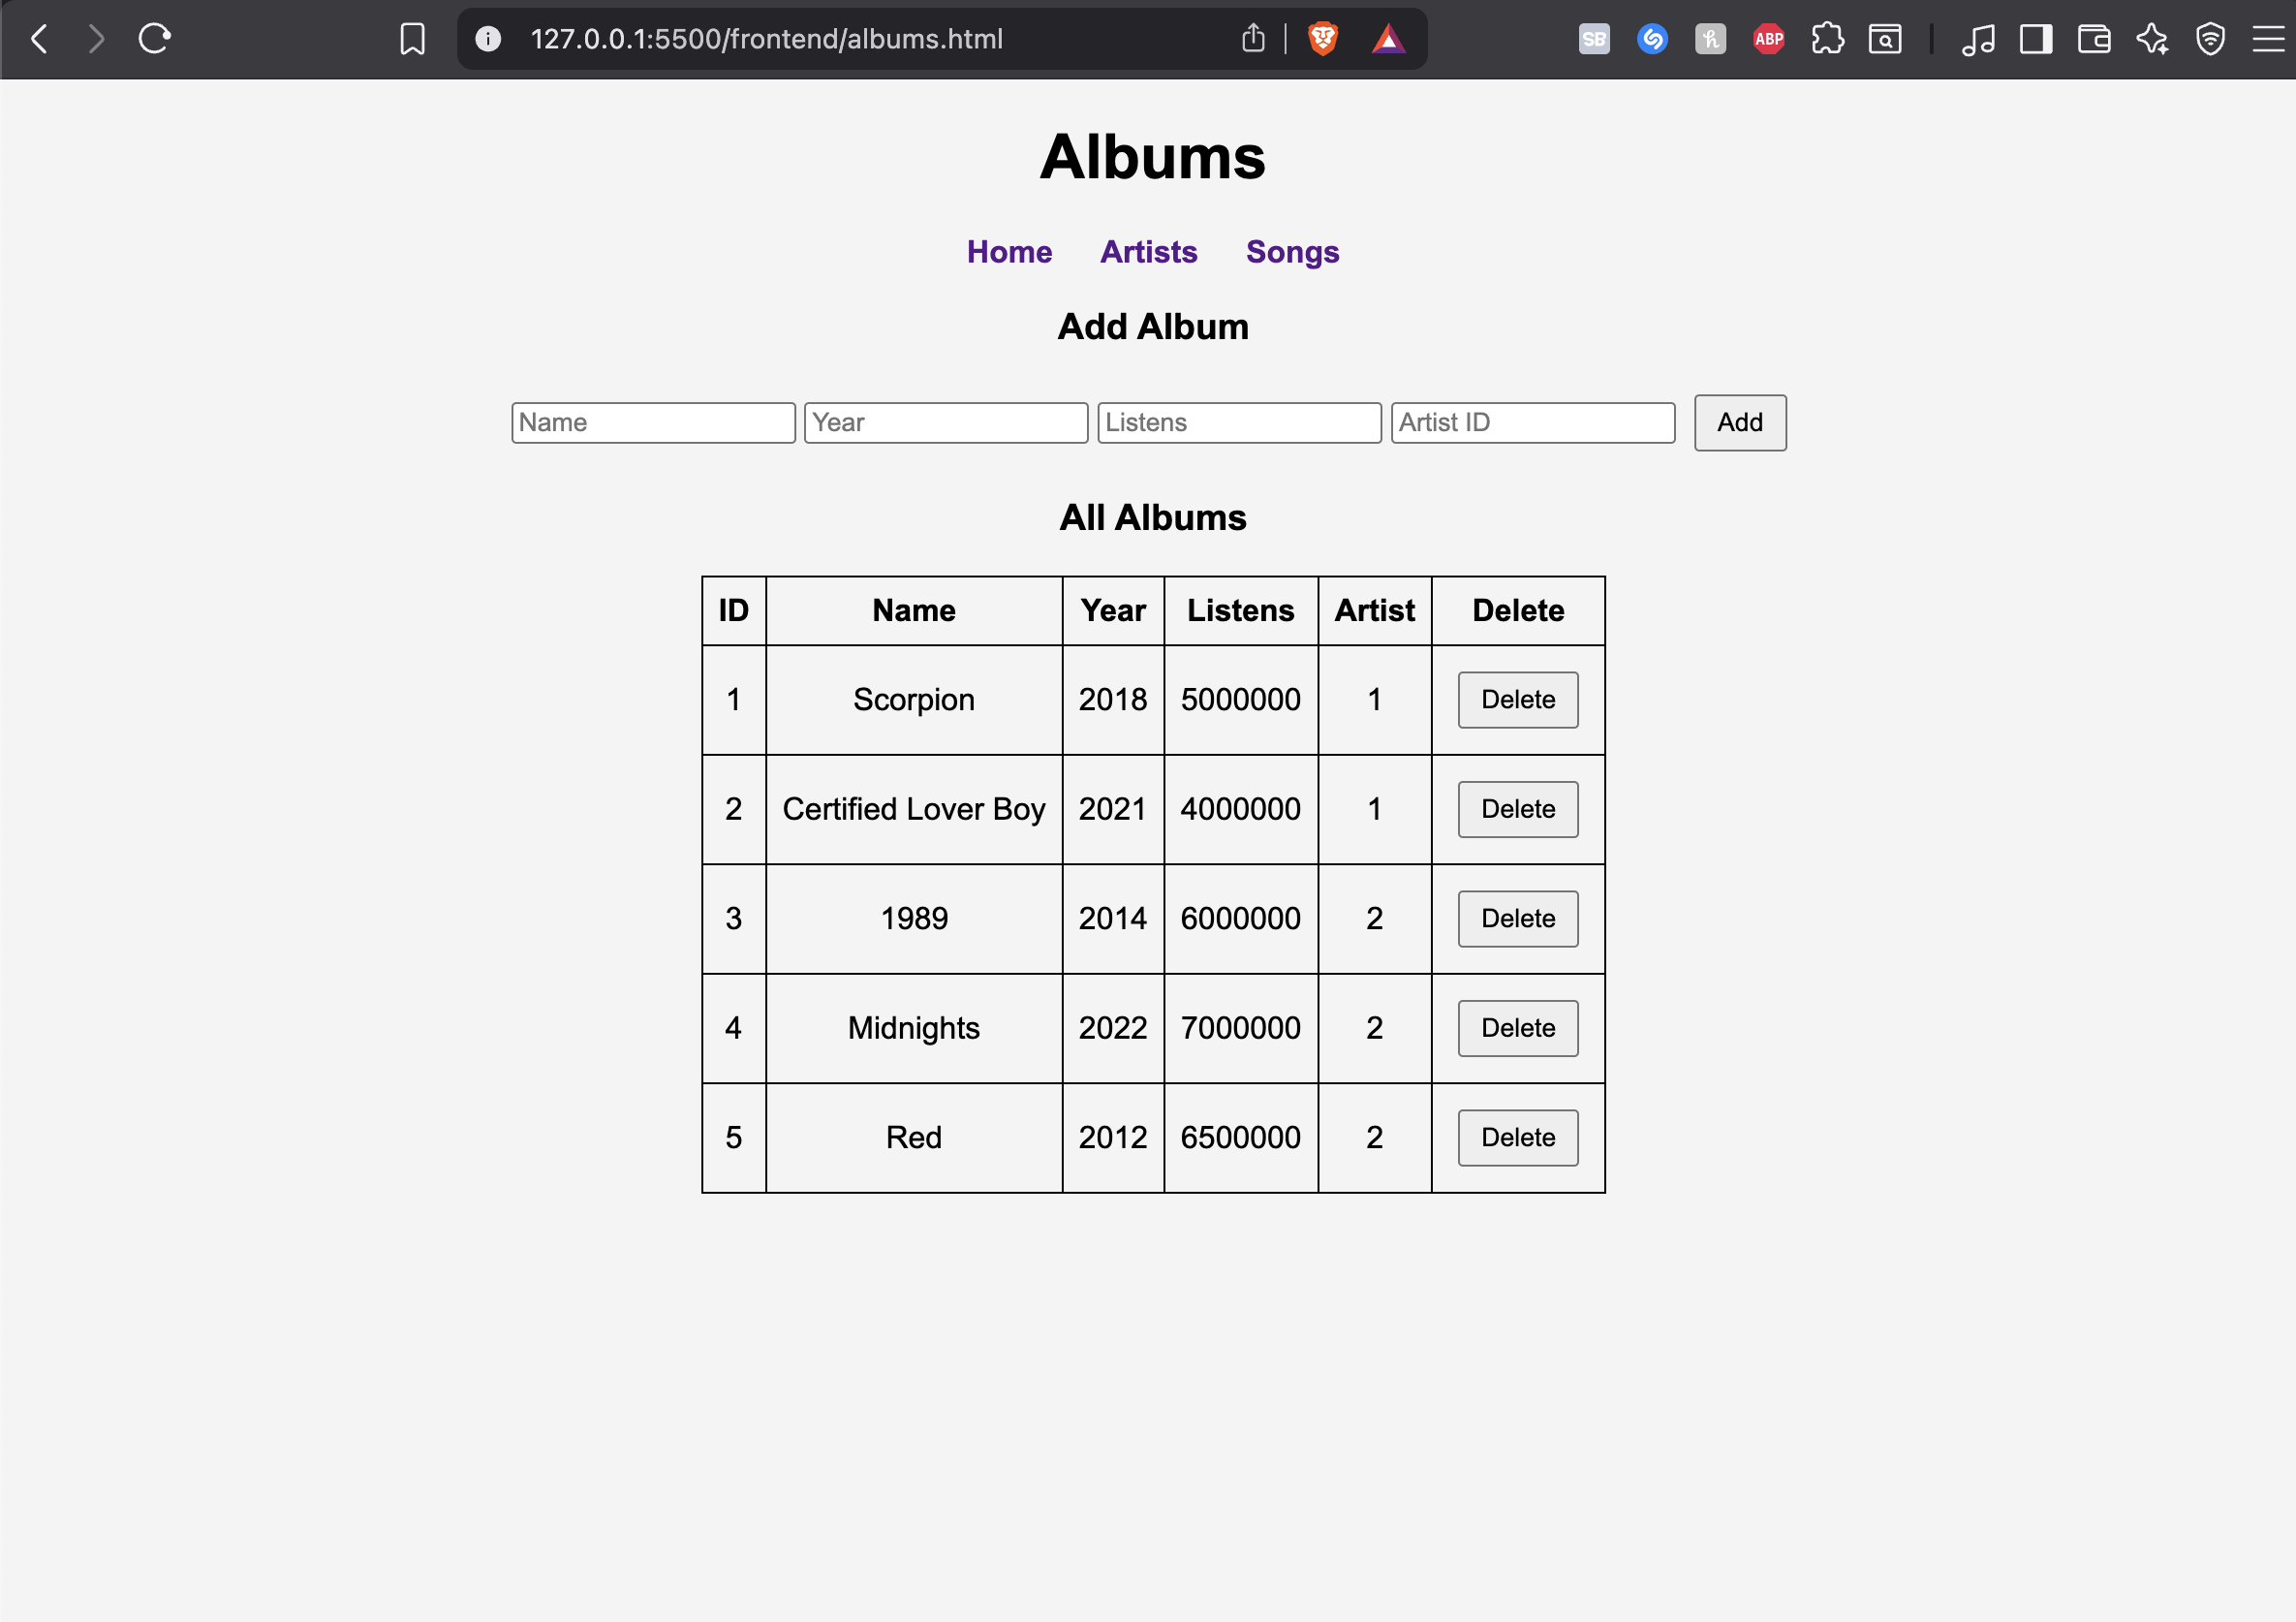 127.0.0.1:5500/frontend/albums.html
SB
ABP
Albums
Home Artists Songs
Add Album
Name Year Listens Artist ID Add
All Albums
ID Name Year Listens Artist Delete
1 Scorpion 2018 5000000 1 Delete
2 Certified Lover Boy 2021 4000000 1 Delete
3 1989 2014 6000000 2 Delete
4 Midnights 2022 7000000 2 Delete
5 Red 2012 6500000 2 Delete